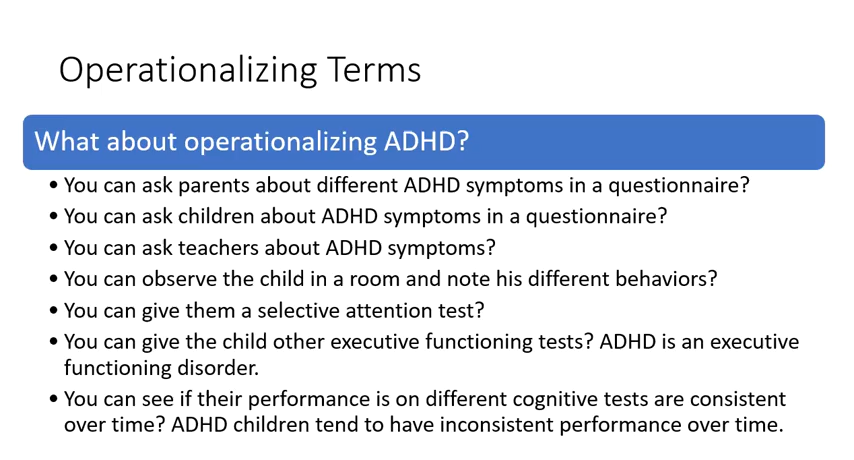 Operationalizing Terms
What about operationalizing ADHD?
• You can ask parents about different ADHD symptoms in a questionnaire?
• You can ask children about ADHD symptoms in a questionnaire?
• You can ask teachers about ADHD symptoms?
• You can observe the child in a room and note his different behaviors?
• You can give them a selective attention test?
• You can give the child other executive functioning tests? ADHD is an executive
functioning disorder.
• You can see if their performance is on different cognitive tests are consistent
over time? ADHD children tend to have inconsistent performance over time.